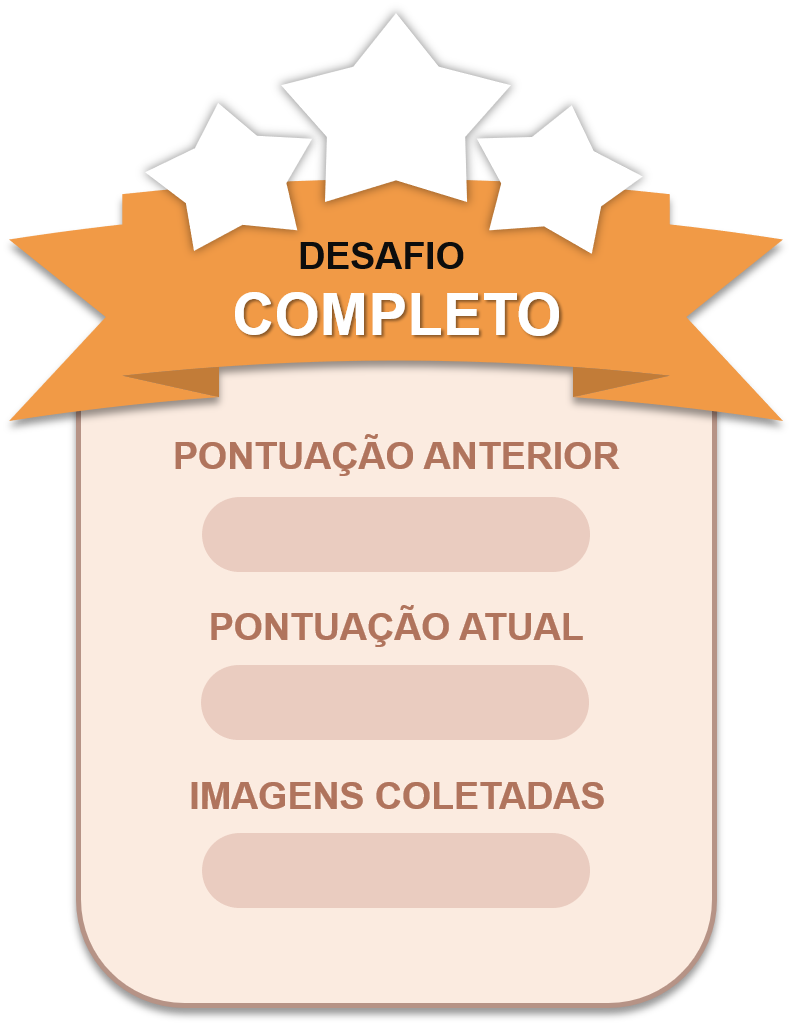 DESAFIO
COMPLETO
PONTUAÇÃO ANTERIOR
PONTUAÇÃO ATUAL
IMAGENS COLETADAS